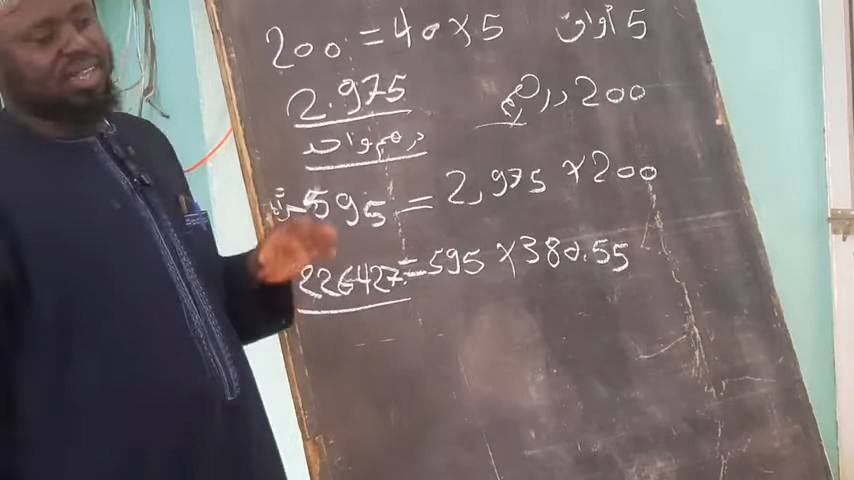 200 = 40 × 5 5 أواق
2.975 200 درهم
درهم واحد
595 = 2,975 × 200
226427 = 595 × 380.55